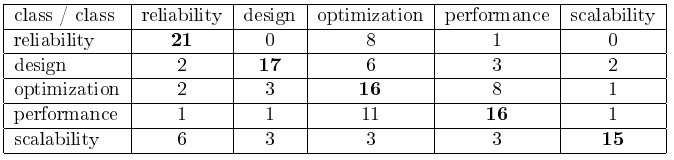 class / class reliability design optimization performance scalability
reliability 21 0 8 1 0
design 2 17 6 3 2
optimization 2 3 16 8 1
performance 1 1 11 16 1
scalability 6 3 3 3 15